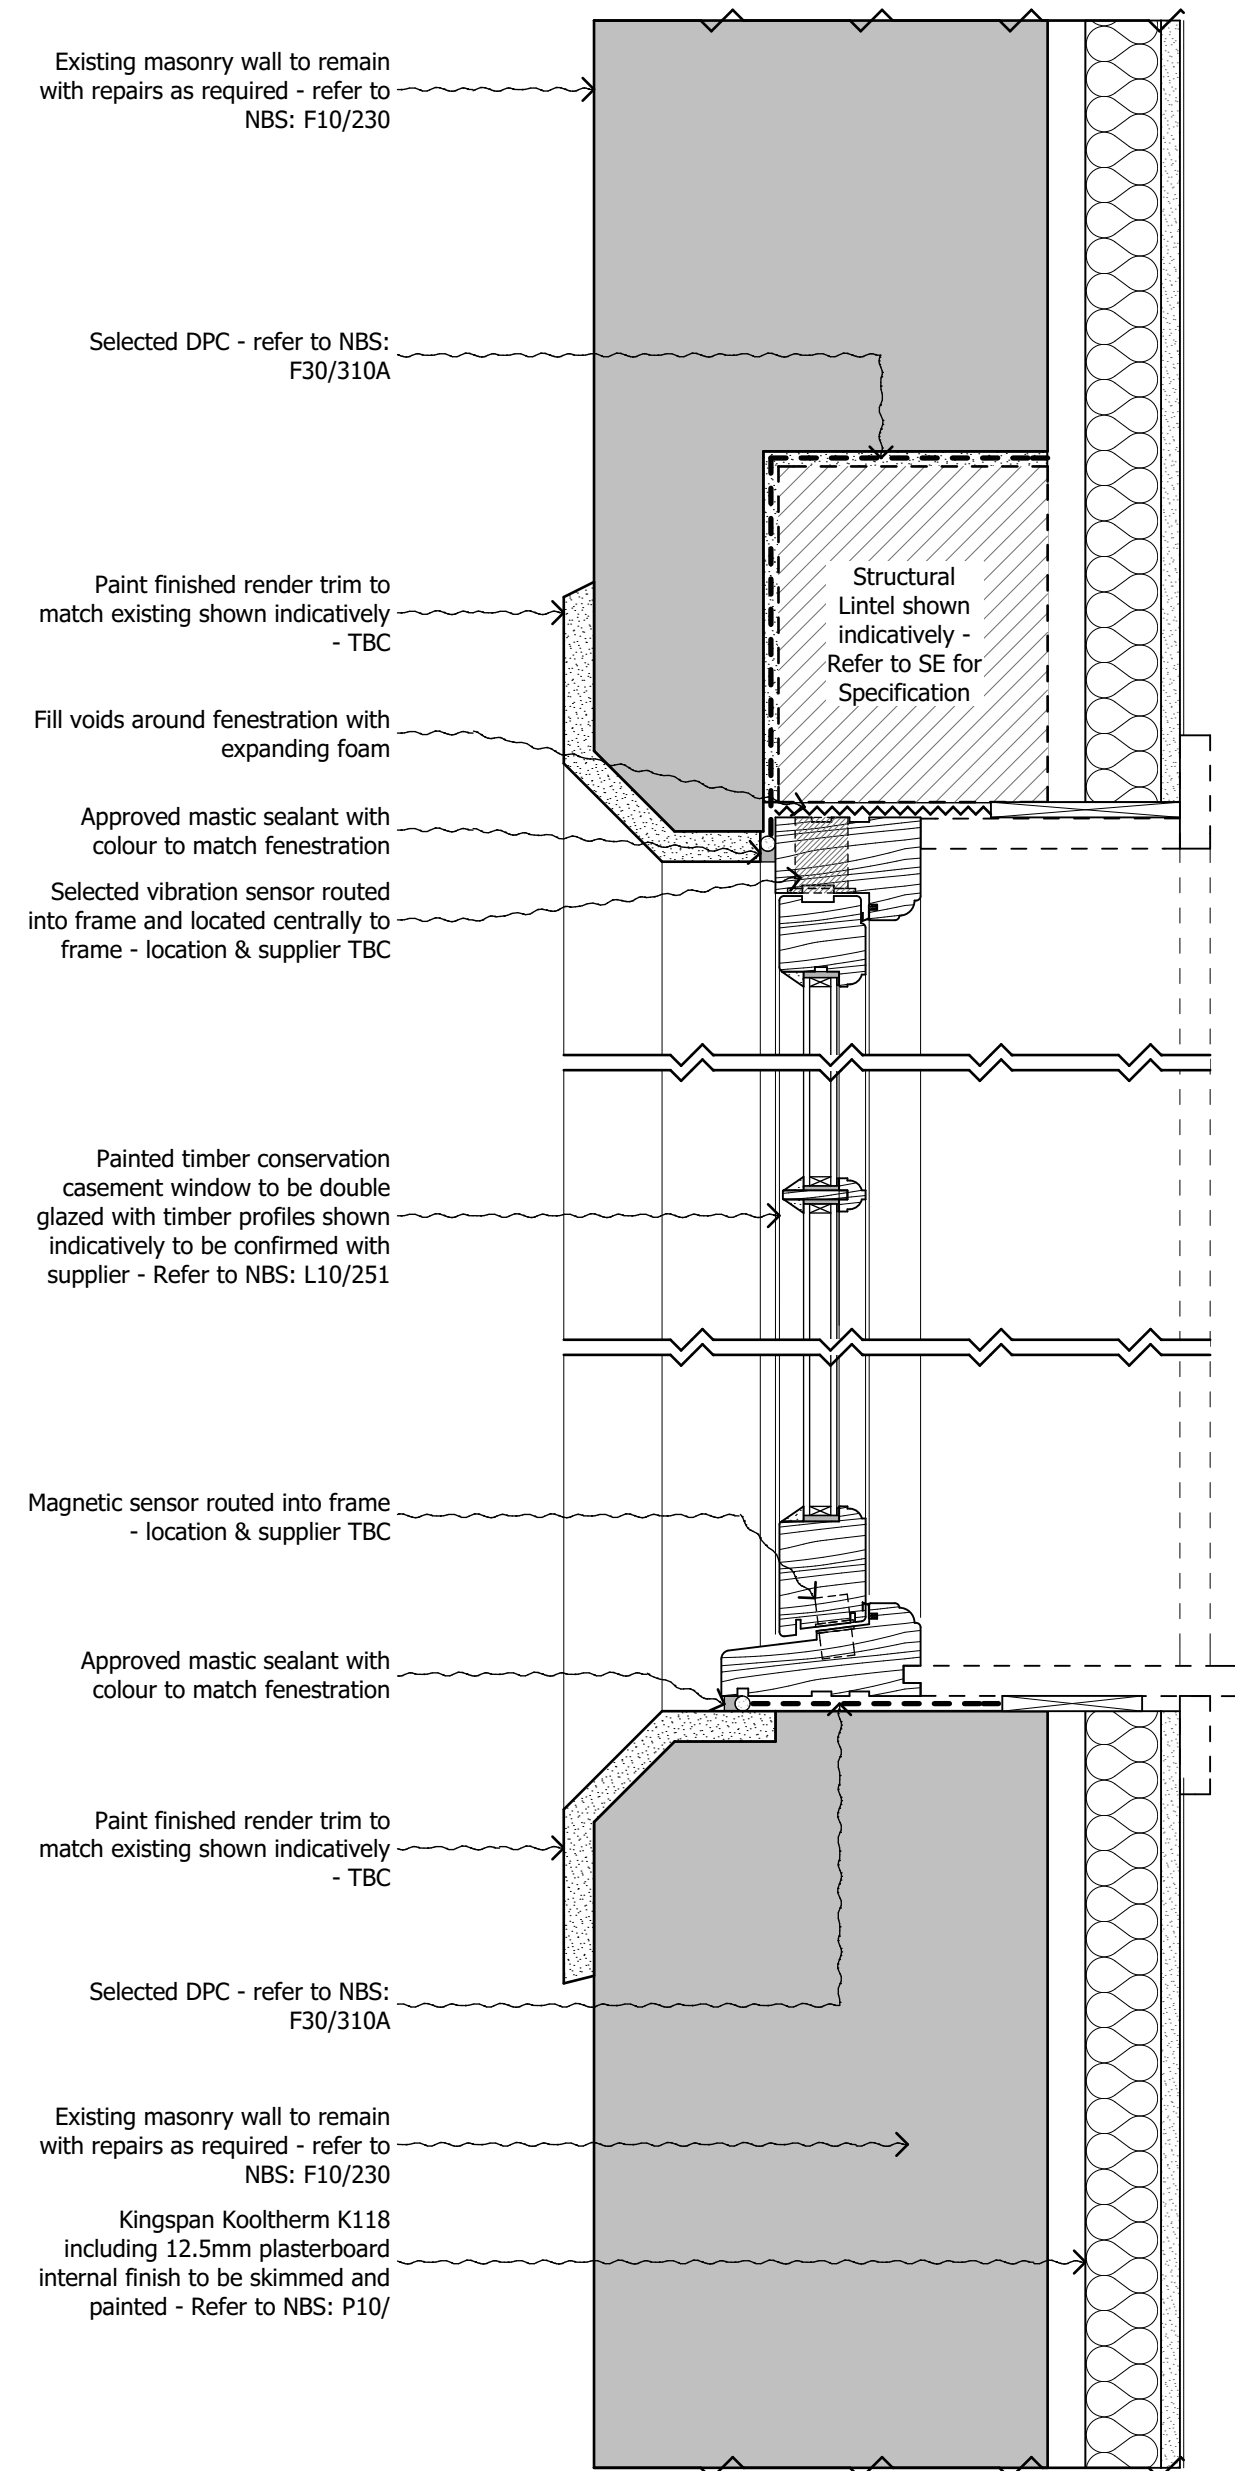 Existing masonry wall to remain
with repairs as required - refer to
NBS: F10/230
Selected DPC - refer to NBS:
F30/310A
Structural
Lintel shown
indicatively -
Refer to SE for
Specification
Paint finished render trim to
match existing shown indicatively
- TBC
Fill voids around fenestration with
expanding foam
Approved mastic sealant with
colour to match fenestration
Selected vibration sensor routed
into frame and located centrally to
frame - location & supplier TBC
Painted timber conservation
casement window to be double
glazed with timber profiles shown
indicatively to be confirmed with
supplier - Refer to NBS: L10/251
Magnetic sensor routed into frame
- location & supplier TBC
Approved mastic sealant with
colour to match fenestration
Paint finished render trim to
match existing shown indicatively
- TBC
Selected DPC - refer to NBS:
F30/310A
Existing masonry wall to remain
with repairs as required - refer to
NBS: F10/230
Kingspan Kooltherm K118
including 12.5mm plasterboard
internal finish to be skimmed and
painted - Refer to NBS: P10/